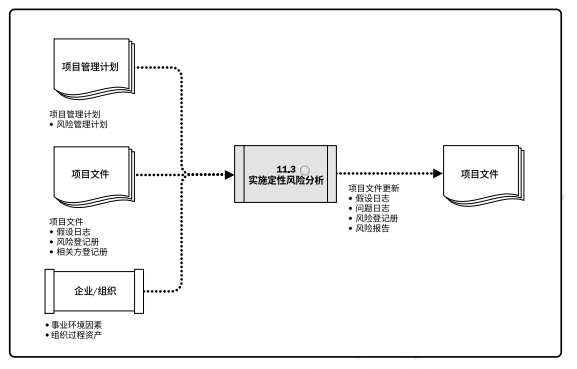 项目管理计划
项目管理计划
• 风险管理计划
项目文件
项目文件
• 假设日志
• 风险登记册
• 相关方登记册
企业/组织
• 事业环境因素
• 组织过程资产
11.3
实施定性风险分析
项目文件更新
• 假设日志
• 问题日志
• 风险登记册
• 风险报告
项目文件